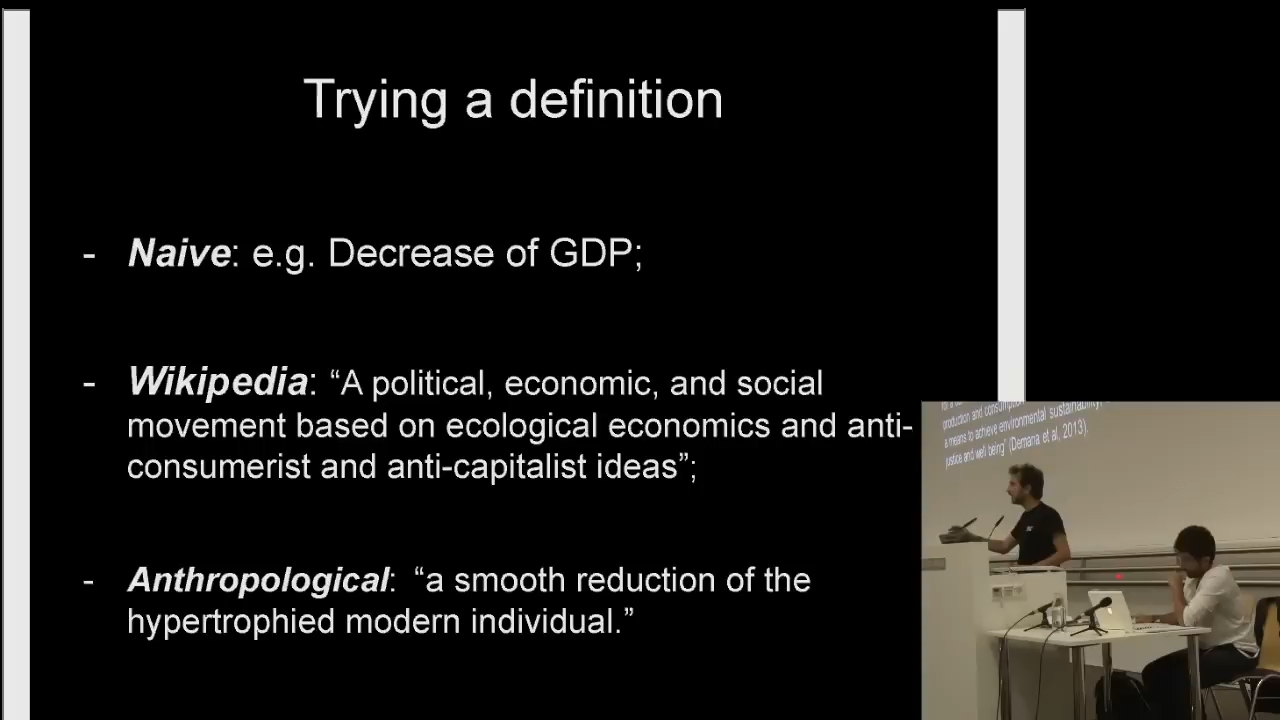 Trying a definition
- Naive: e.g. Decrease of GDP;
- Wikipedia: “A political, economic, and social
movement based on ecological economics and anti-
consumerist and anti-capitalist ideas”;
- Anthropological: “a smooth reduction of the
hypertrophied modern individual.”
production and
a means to achieve environmental sustainability,
justice and well being” (Demaria et al, 2013).